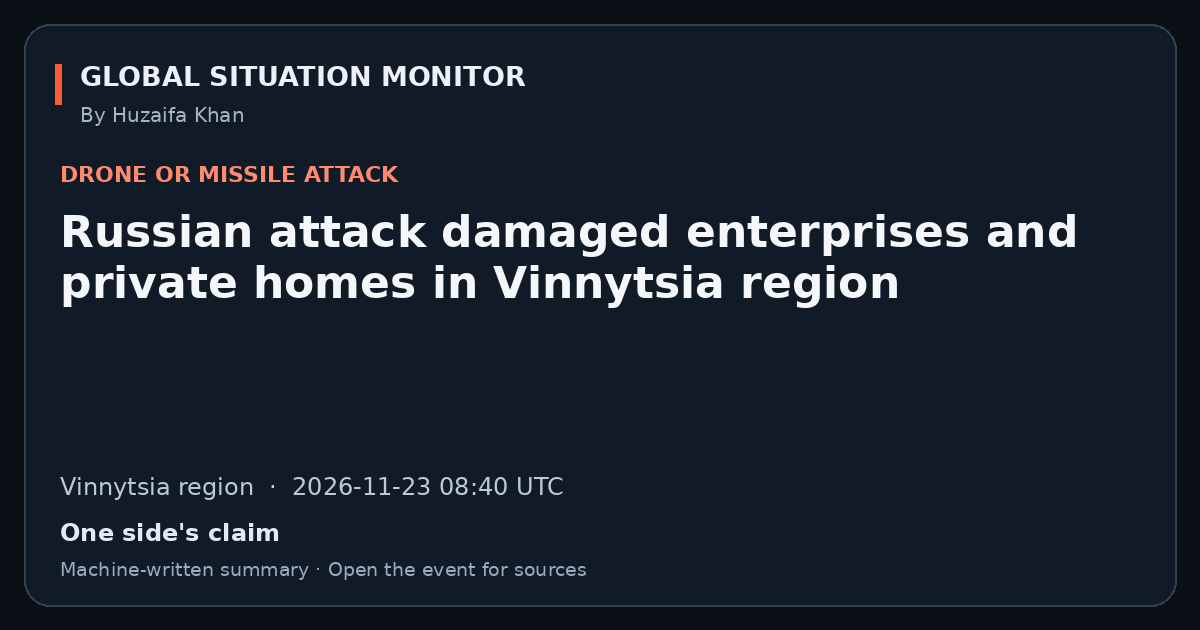 GLOBAL SITUATION MONITOR
By Huzaifa Khan
DRONE OR MISSILE ATTACK
Russian attack damaged enterprises and
private homes in Vinnytsia region
Vinnytsia region · 2026-11-23 08:40 UTC
One side's claim
Machine-written summary · Open the event for sources